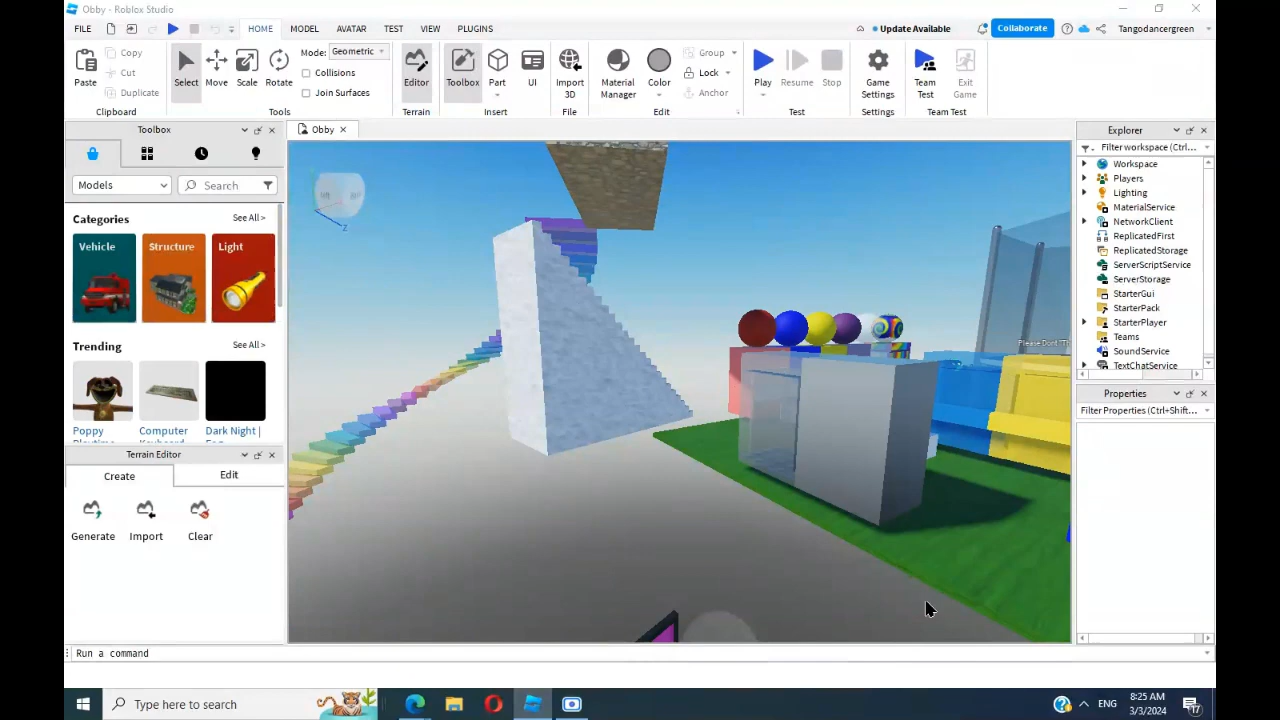 Obby - Roblox Studio
FILE HOME MODEL AVATAR TEST VIEW PLUGINS Update Available Collaborate Tangodancergreen
Copy Mode: Geometric Group
Paste Cut Select Move Scale Rotate Collisions Editor Toolbox Part UI Import 3D Material Manager Color Lock Play Resume Stop Game Settings Team Test Exit Game
Duplicate Join Surfaces Anchor
Clipboard Tools Terrain Insert File Edit Test Settings Team Test
Toolbox
Obby
Models Search
Categories See All >
Vehicle Structure Light
Trending See All >
Poppy
Computer
Dark Night |
Terrain Editor
Create Edit
Generate Import Clear
Please Dont
Explorer
Filter workspace (Ctrl...
Workspace
Players
Lighting
MaterialService
NetworkClient
ReplicatedFirst
ReplicatedStorage
ServerScriptService
ServerStorage
StarterGui
StarterPack
StarterPlayer
Teams
SoundService
TextChatService
Properties
Filter Properties (Ctrl+Shift...
Run a command
Type here to search
ENG
8:25 AM
3/3/2024
17